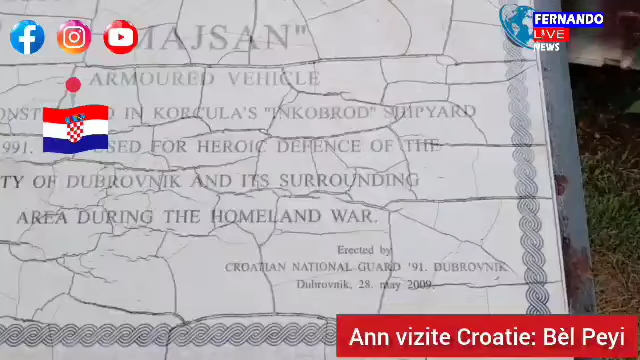 FERNANDO
LIVE
NEWS
MAJSAN"
ARMOURED VEHICLE
IN KORCULA'S "INKOBROD" SHIPYARD
1991. USED FOR HEROIC DEFENCE OF THE
TY OF DUBROVNIK AND ITS SURROUNDING
AREA DURING THE HOMELAND WAR.
Erected by
CROATIAN NATIONAL GUARD '91. DUBROVNIK
Dubrovnik, 28. may 2009.
Ann vizite Croatie: Bèl Peyi